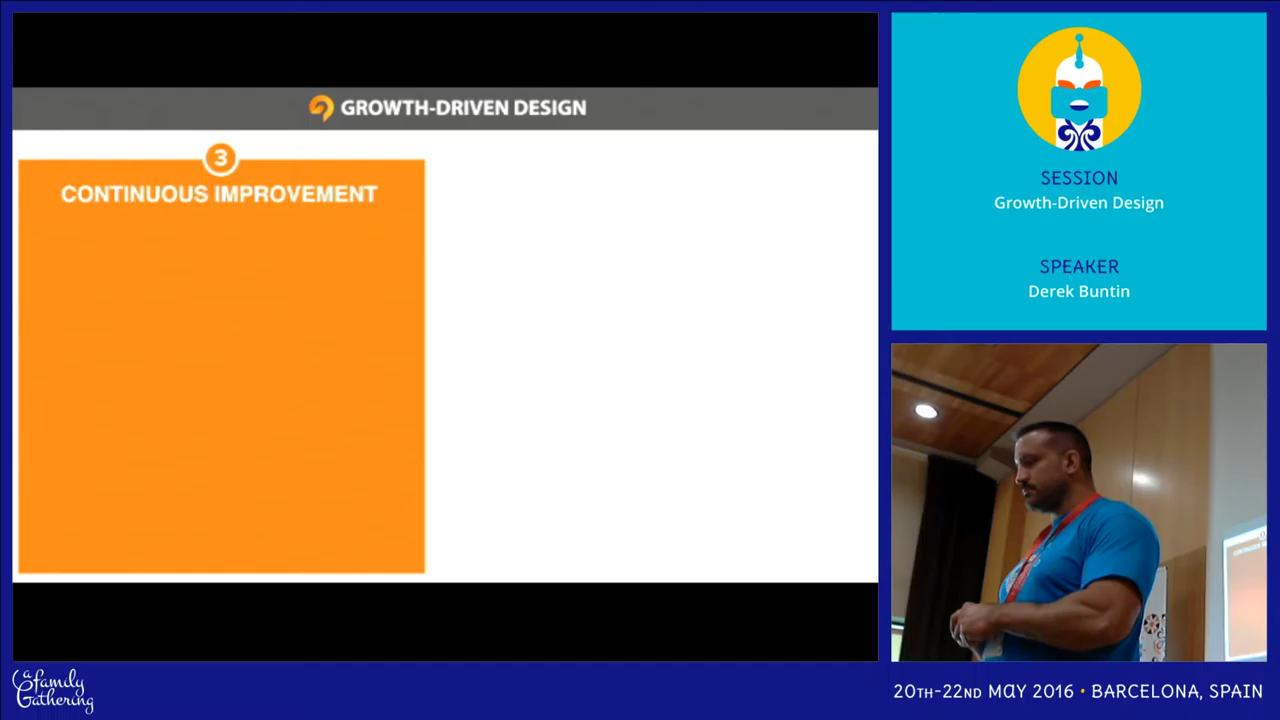 GROWTH-DRIVEN DESIGN
3
CONTINUOUS IMPROVEMENT
SESSION
Growth-Driven Design
SPEAKER
Derek Buntin
a family
Gathering
20TH-22ND MAY 2016 • BARCELONA, SPAIN